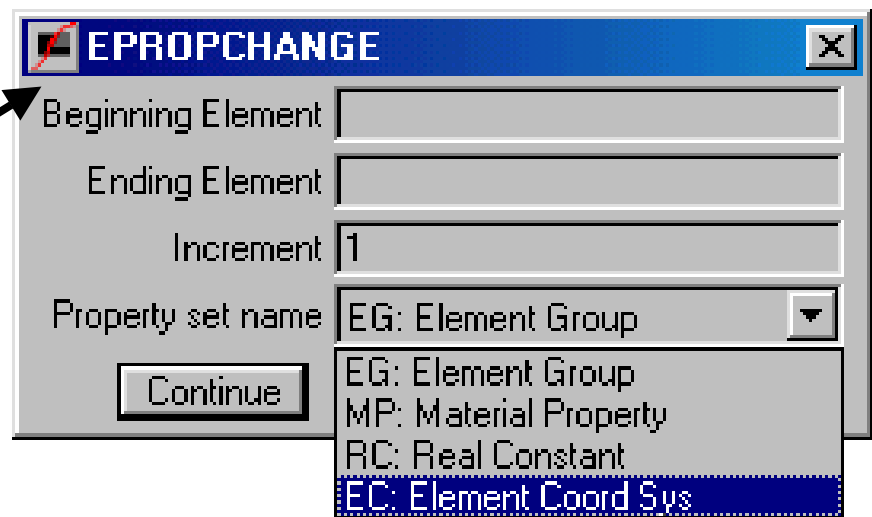 EPROPCHANGE
Beginning Element
Ending Element
Increment 1
Property set name EG: Element Group
Continue
EG: Element Group
MP: Material Property
RC: Real Constant
EC: Element Coord Sys